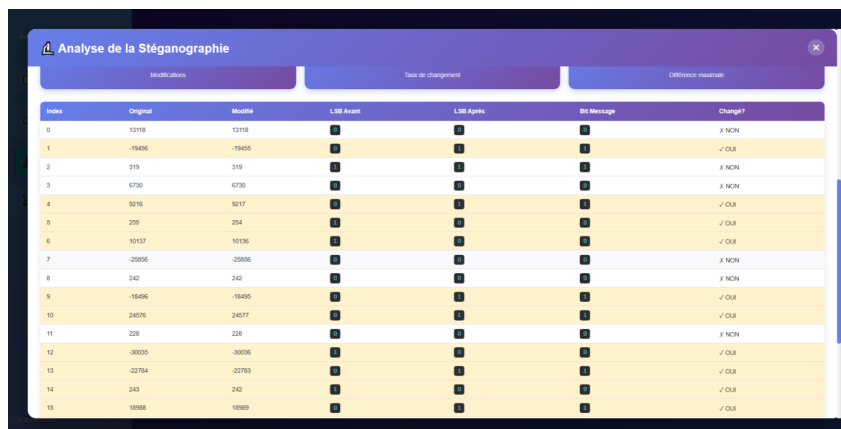 Analyse de la Stéganographie
×
Modifications Taux de changement Différence maximale
Index Original Modifié LSB Avant LSB Après Bit Message Changé?
0 13118 13118 0 0 0 ✗ NON
1 -19456 -19455 0 1 1 ✓ OUI
2 319 319 1 1 1 ✗ NON
3 6730 6730 0 0 0 ✗ NON
4 9216 9217 0 1 1 ✓ OUI
5 255 254 1 0 0 ✓ OUI
6 10137 10136 1 0 0 ✓ OUI
7 -25856 -25856 0 0 0 ✗ NON
8 242 242 0 0 0 ✗ NON
9 -18496 -18495 0 1 1 ✓ OUI
10 24576 24577 0 1 1 ✓ OUI
11 228 228 0 0 0 ✗ NON
12 -30035 -30036 1 0 0 ✓ OUI
13 -22784 -22783 0 1 1 ✓ OUI
14 243 242 1 0 0 ✓ OUI
15 18988 18989 0 1 1 ✓ OUI